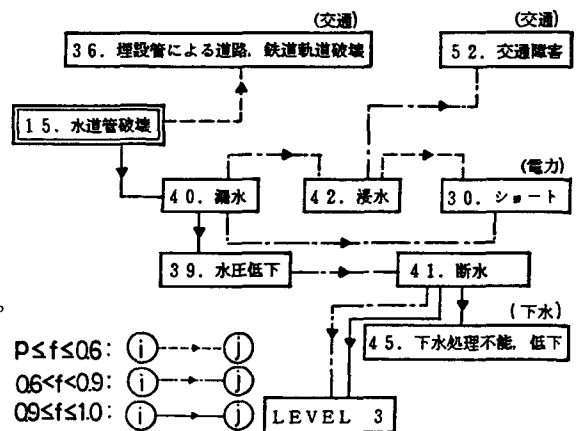 (交通)
(交通)
36. 埋設管による道路, 鉄道軌道破壊
52. 交通障害
15. 水道管破壊
(電力)
40. 漏水
42. 浸水
30. ショート
39. 水圧低下
41. 断水
(下水)
45. 下水処理不能, 低下
P≤f≤0.6: i j
0.6<f<0.9: i j
0.9≤f≤1.0: i j
LEVEL 3
。